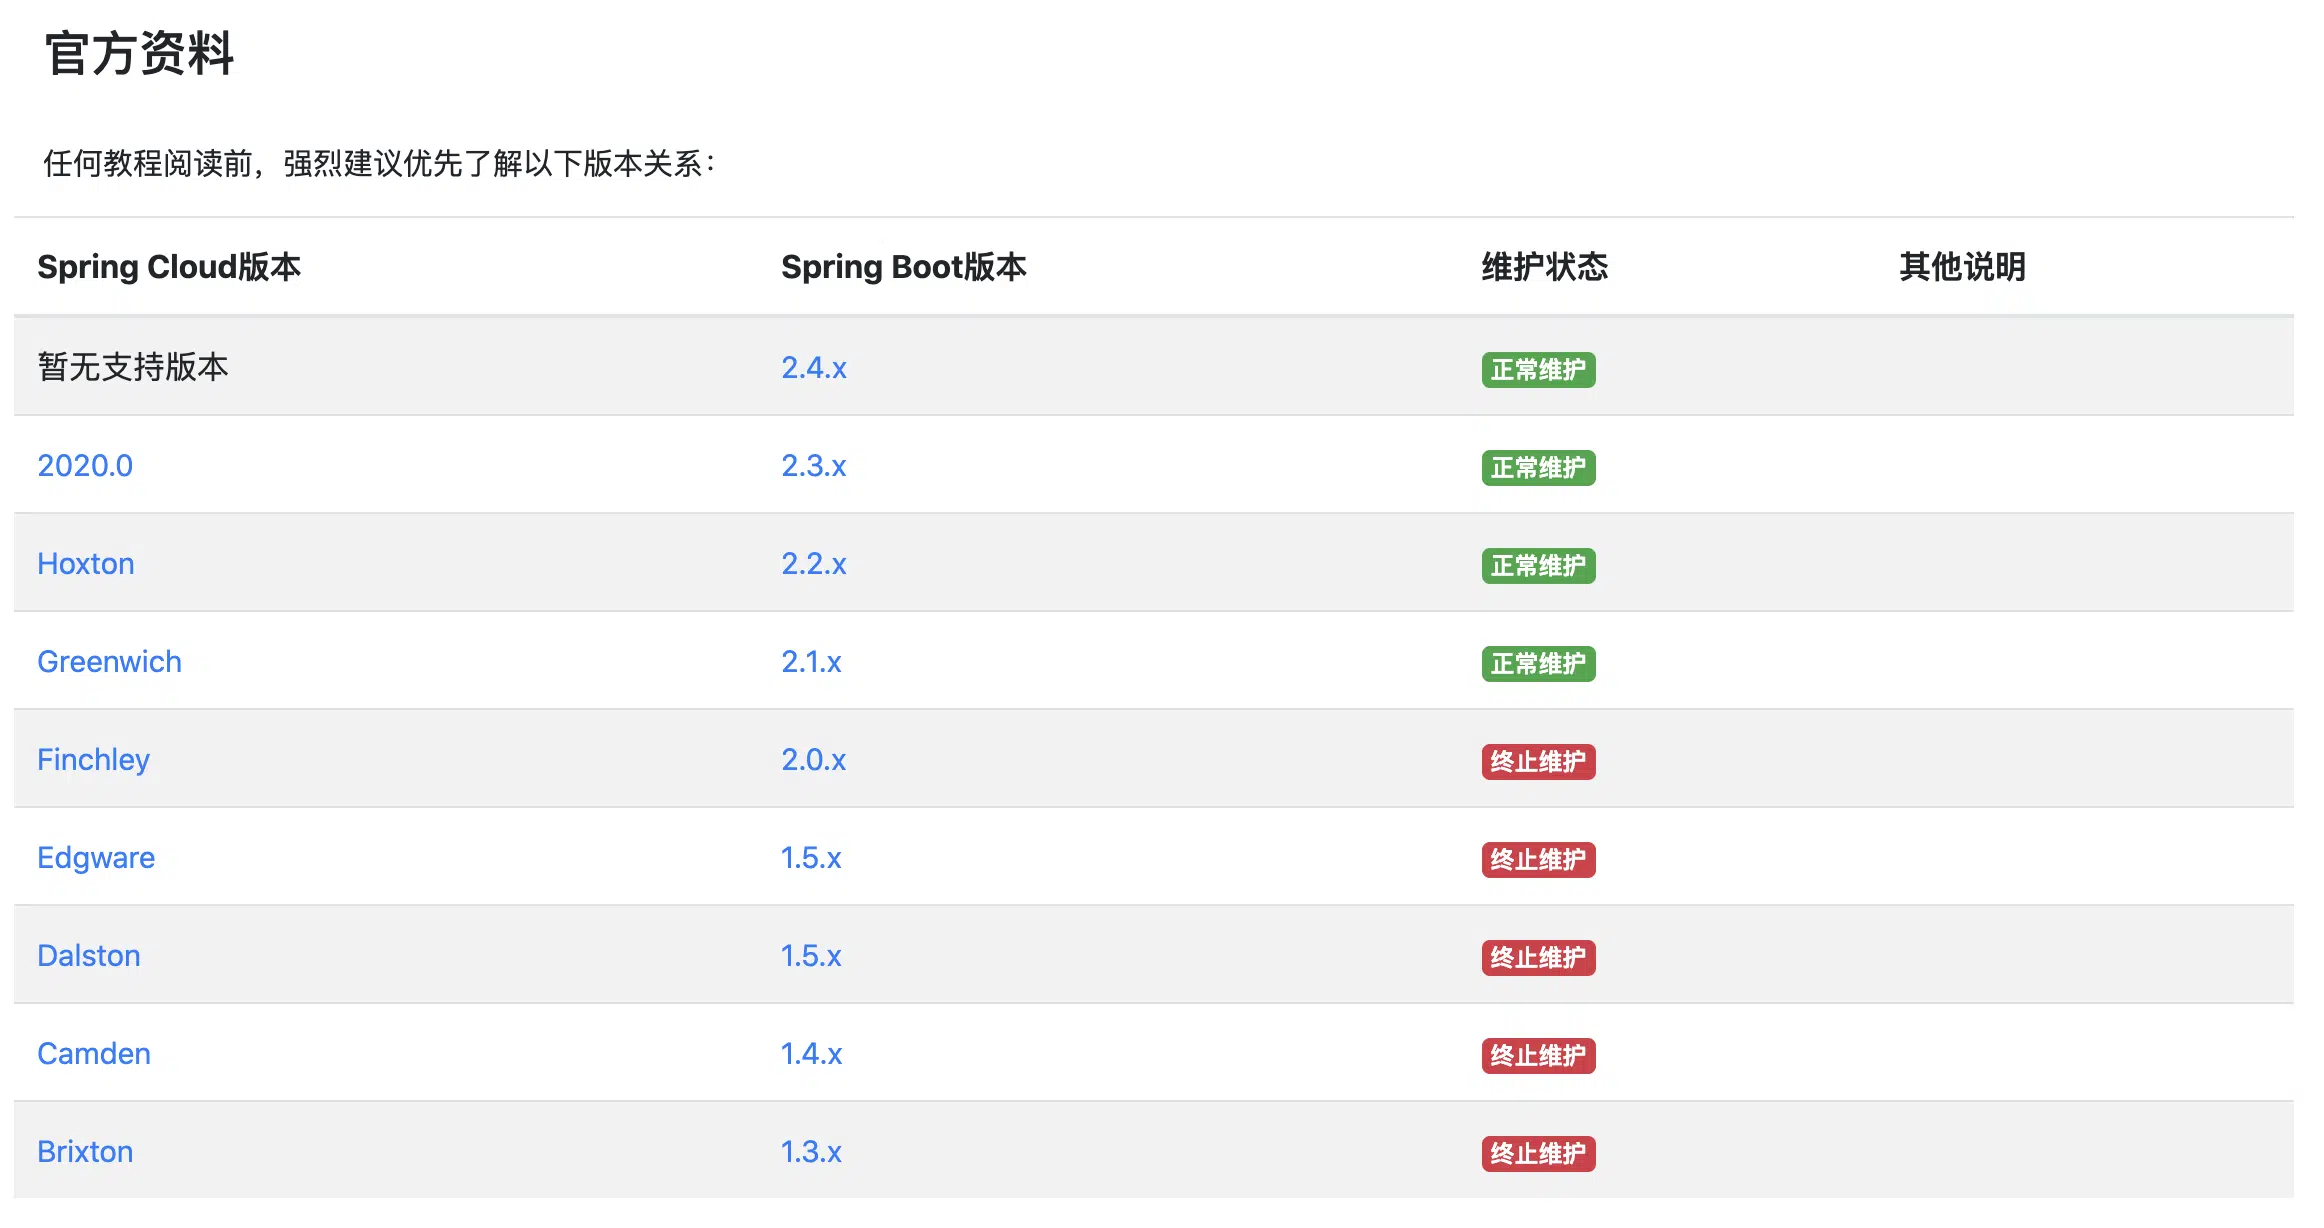 官方资料
任何教程阅读前，强烈建议优先了解以下版本关系：
Spring Cloud版本 Spring Boot版本 维护状态 其他说明
暂无支持版本 2.4.x 正常维护
2020.0 2.3.x 正常维护
Hoxton 2.2.x 正常维护
Greenwich 2.1.x 正常维护
Finchley 2.0.x 终止维护
Edgware 1.5.x 终止维护
Dalston 1.5.x 终止维护
Camden 1.4.x 终止维护
Brixton 1.3.x 终止维护